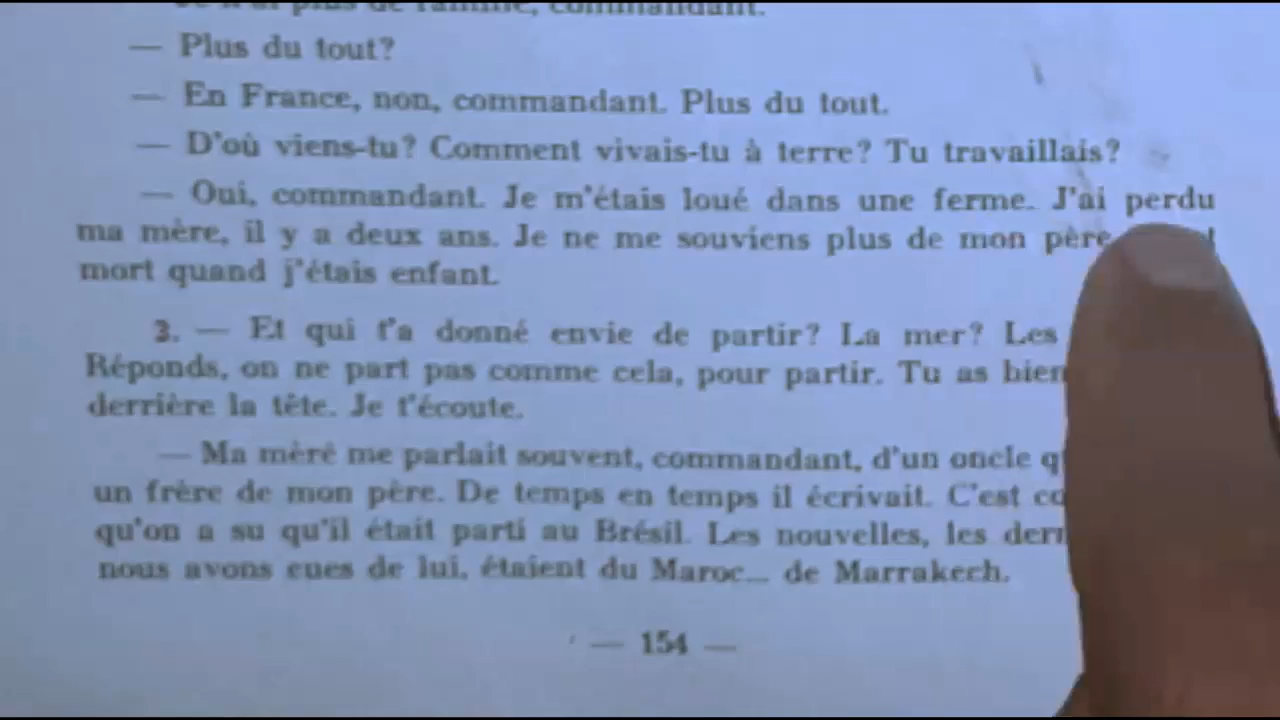 plus de famille, commandant.
— Plus du tout?
— En France, non, commandant. Plus du tout.
— D'où viens-tu? Comment vivais-tu à terre? Tu travaillais?
— Oui, commandant. Je m'étais loué dans une ferme. J'ai perdu
ma mère, il y a deux ans. Je ne me souviens plus de mon père
mort quand j'étais enfant.
3. — Et qui t'a donné envie de partir? La mer? Les
Réponds, on ne part pas comme cela, pour partir. Tu as bien
derrière la tête. Je t'écoute.
— Ma mère me parlait souvent, commandant, d'un oncle
un frère de mon père. De temps en temps il écrivait. C'est
qu'on a su qu'il était parti au Brésil. Les nouvelles, les
nous avons eues de lui, étaient du Maroc... de Marrakech.
— 154 —